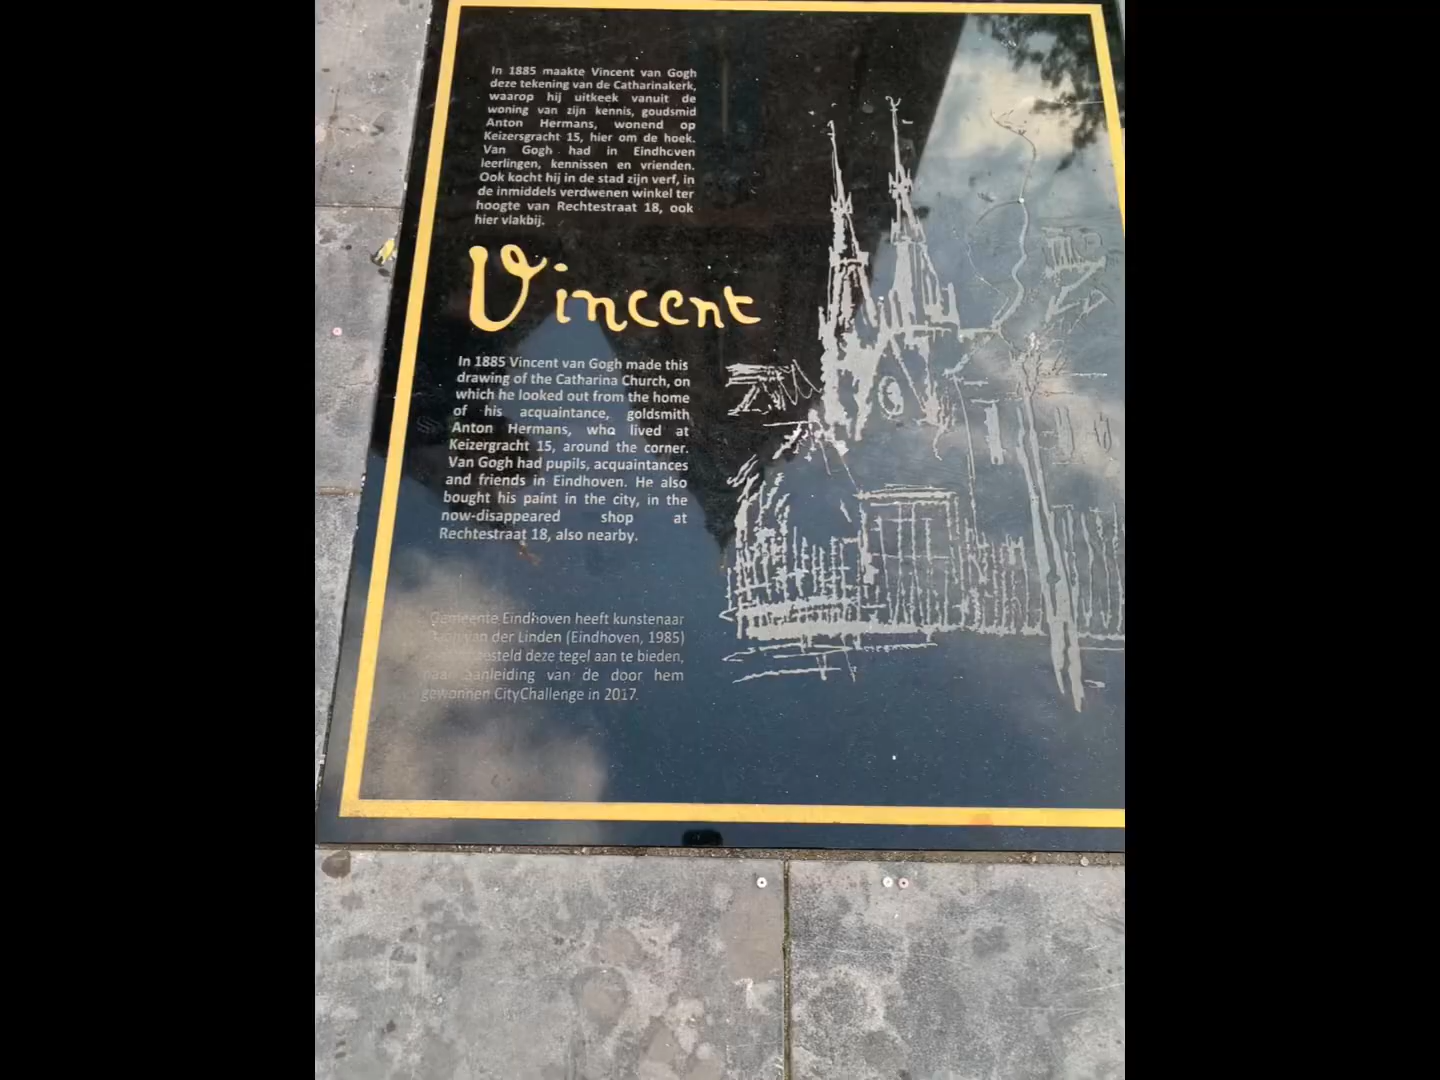 In 1885 maakte Vincent van Gogh
deze tekening van de Catharinakerk,
waarop hij uitkeek vanuit de
woning van zijn kennis, goudsmid
Anton Hermans, wonend op
Keizersgracht 15, hier om de hoek.
Van Gogh had in Eindhoven
leerlingen, kennissen en vrienden.
Ook kocht hij in de stad zijn verf, in
de inmiddels verdwenen winkel ter
hoogte van Rechtestraat 18, ook
hier vlakbij.
Vincent
In 1885 Vincent van Gogh made this
drawing of the Catharina Church, on
which he looked out from the home
of his acquaintance, goldsmith
Anton Hermans, who lived at
Keizergracht 15, around the corner.
Van Gogh had pupils, acquaintances
and friends in Eindhoven. He also
bought his paint in the city, in the
now-disappeared shop at
Rechtestraat 18, also nearby.
Gemeente Eindhoven heeft kunstenaar
van der Linden (Eindhoven, 1985)
deze tegel aan te bieden,
naar aanleiding van de door hem
gewonnen CityChallenge in 2017.